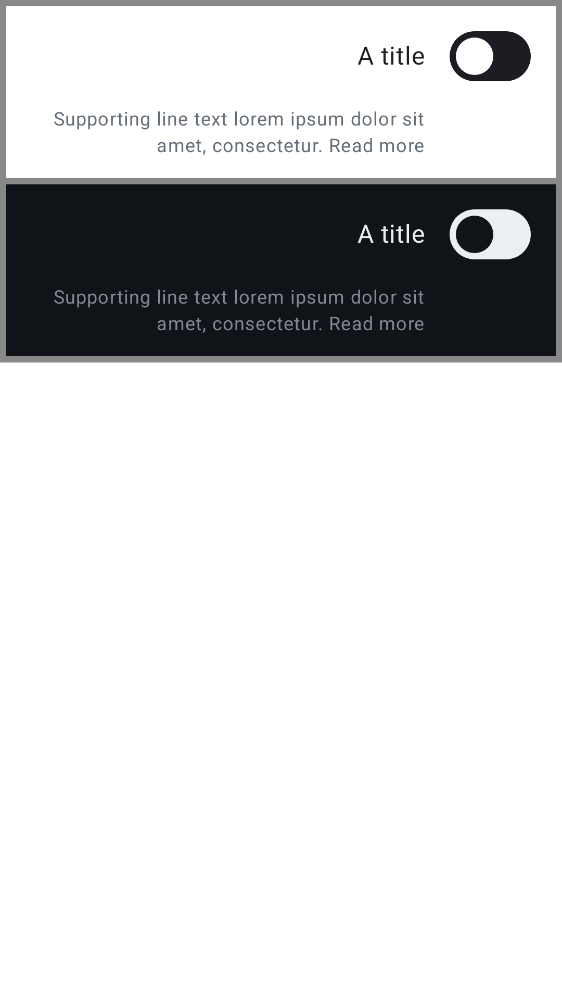 A title
Supporting line text lorem ipsum dolor sit
amet, consectetur. Read more
A title
Supporting line text lorem ipsum dolor sit
amet, consectetur. Read more